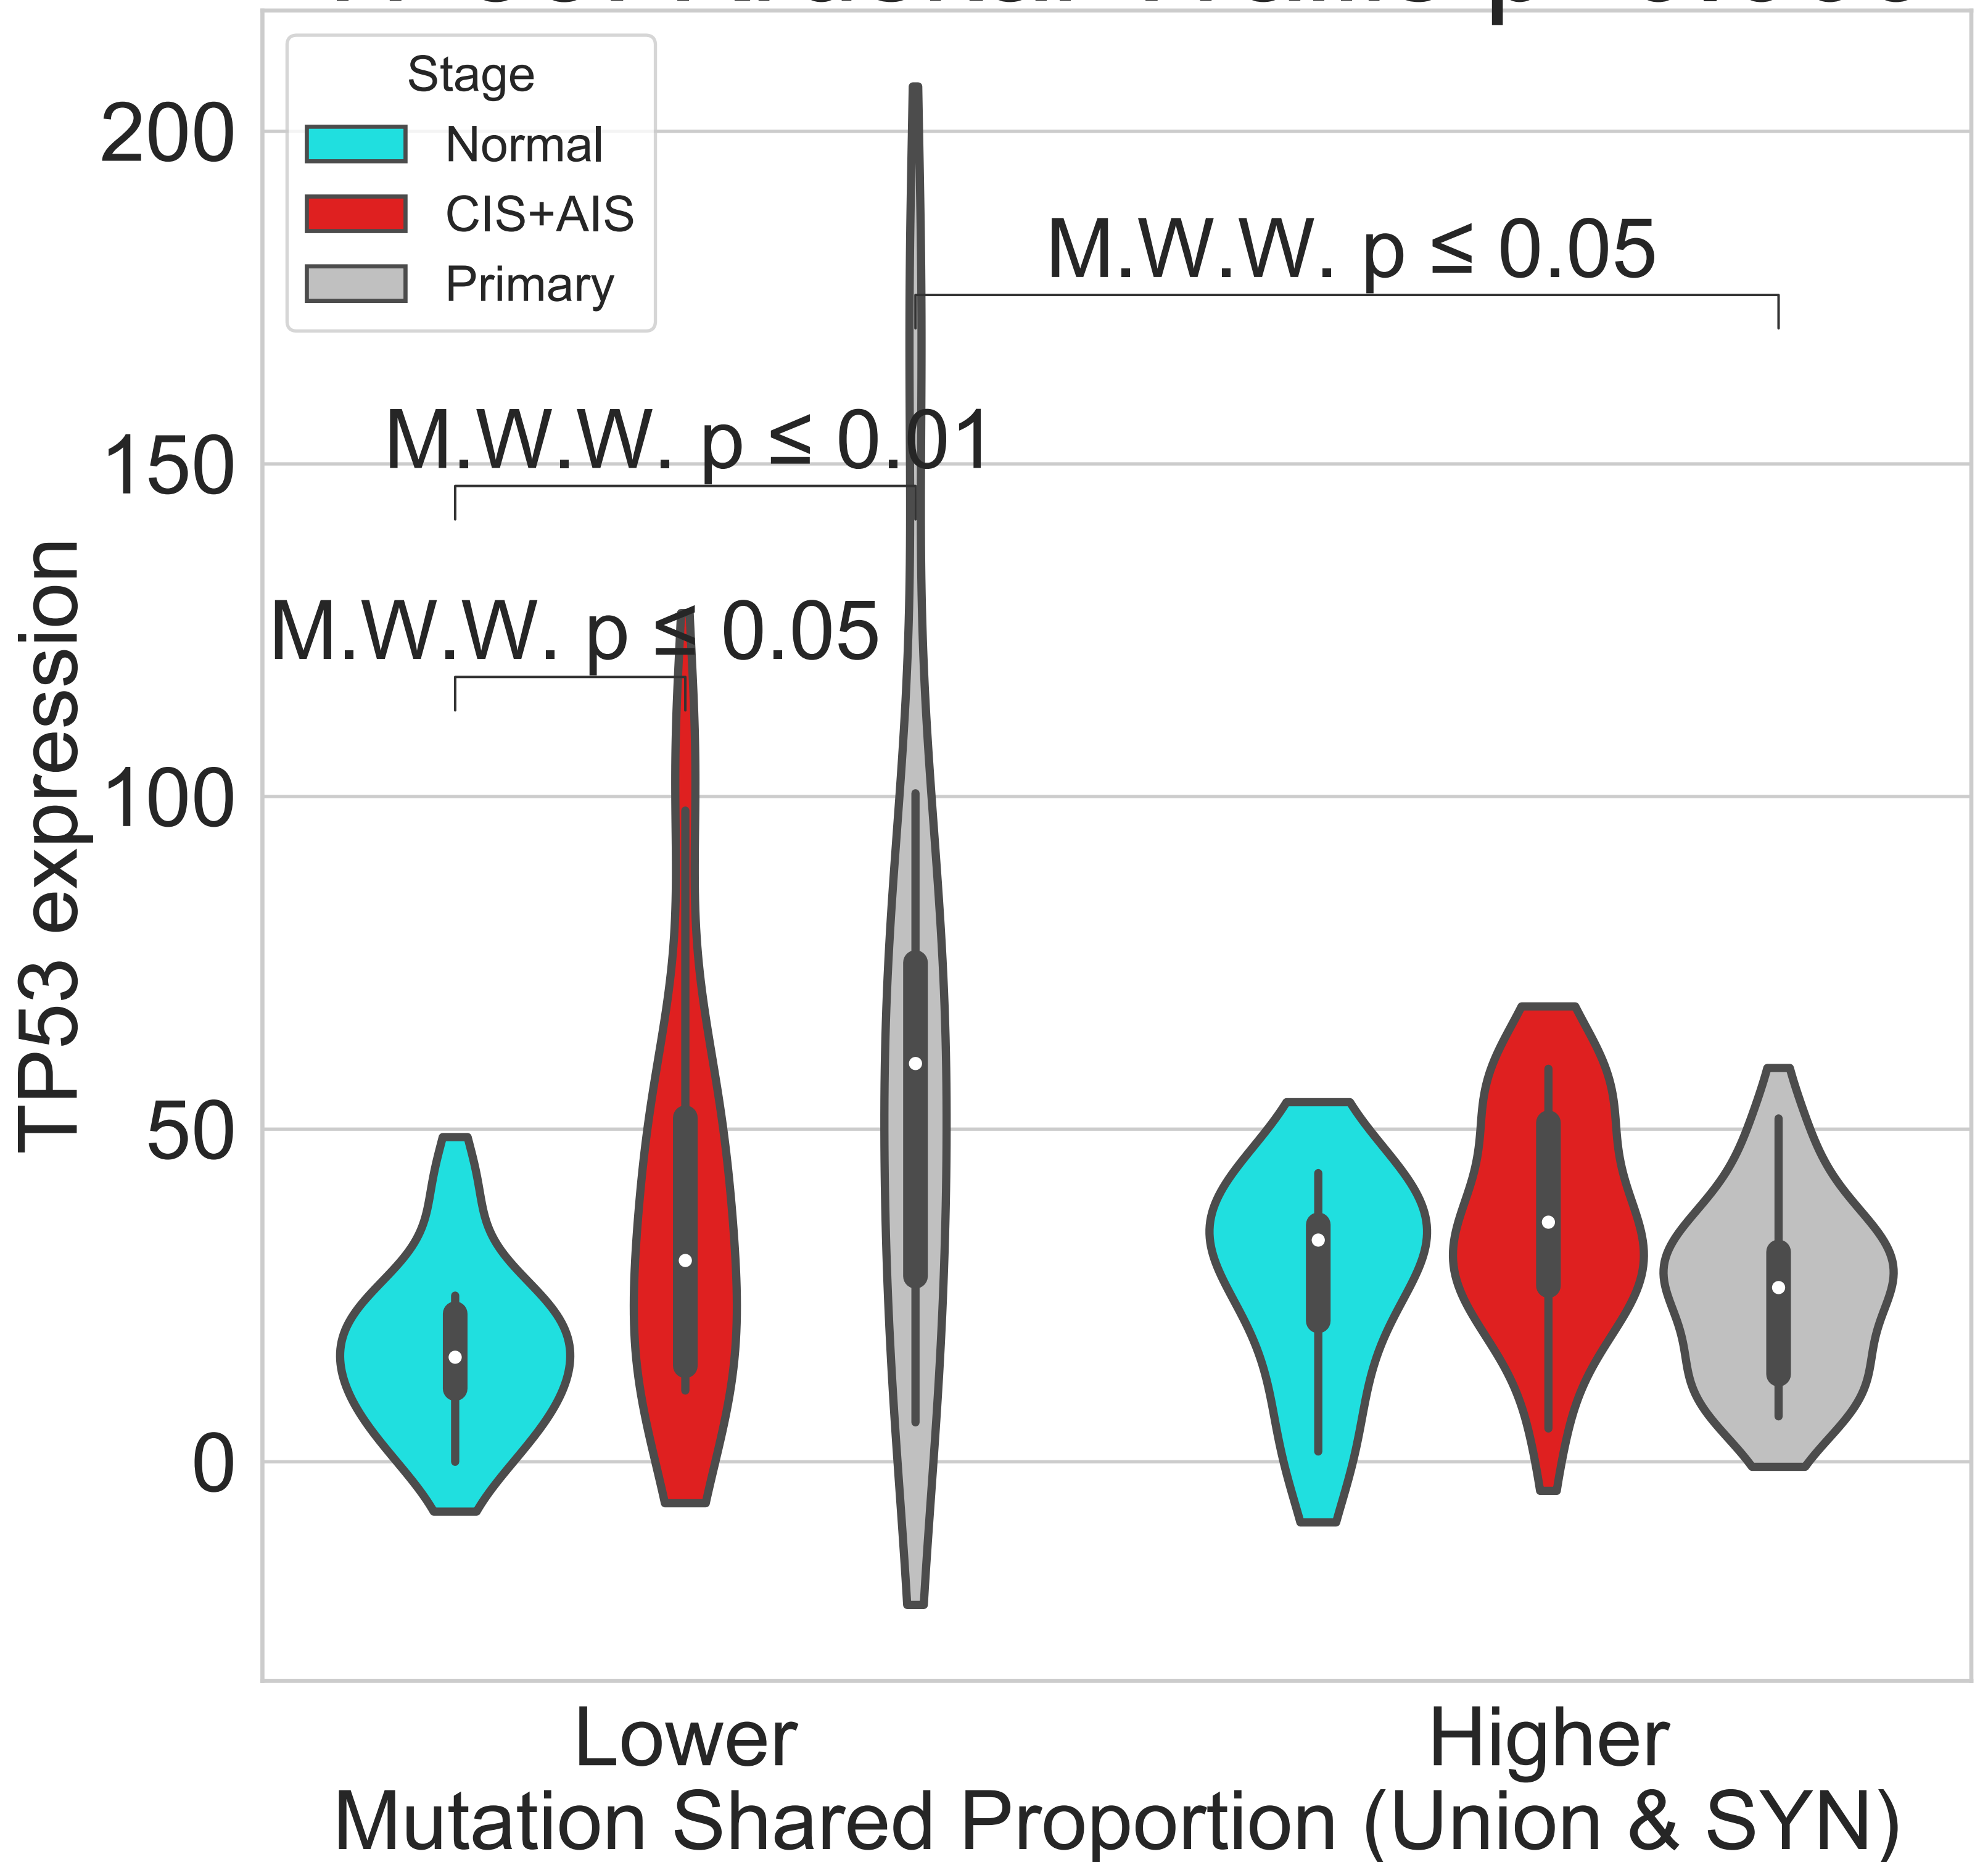 Stage
Normal
CIS+AIS
Primary
200
150
100
50
0
TP53 expression
M.W.W. p ≤ 0.05
M.W.W. p ≤ 0.01
M.W.W. p ≤ 0.05
Lower
Higher
Mutation Shared Proportion (Union & SYN)